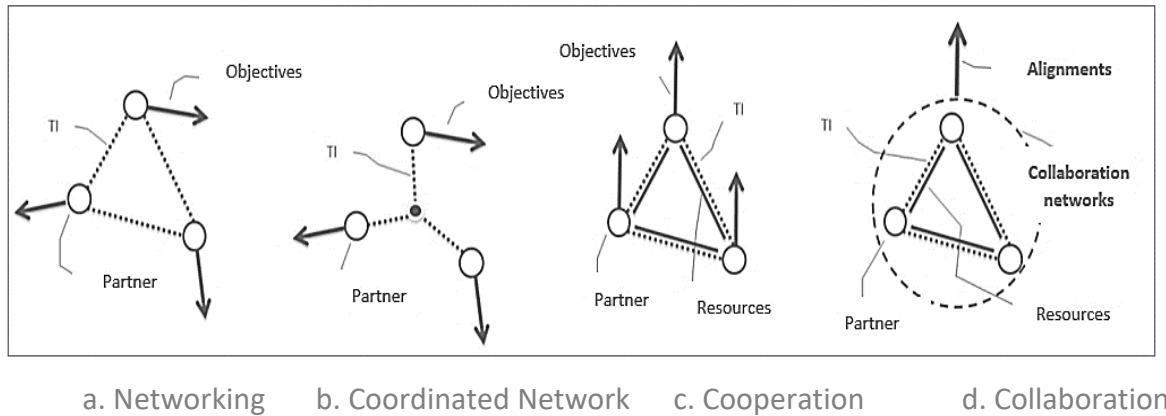 Objectives
TI
Partner
Objectives
TI
Partner
Objectives
TI
Partner
Resources
Alignments
TI
Collaboration
networks
Partner
Resources
a. Networking
b. Coordinated Network
c. Cooperation
d. Collaboration